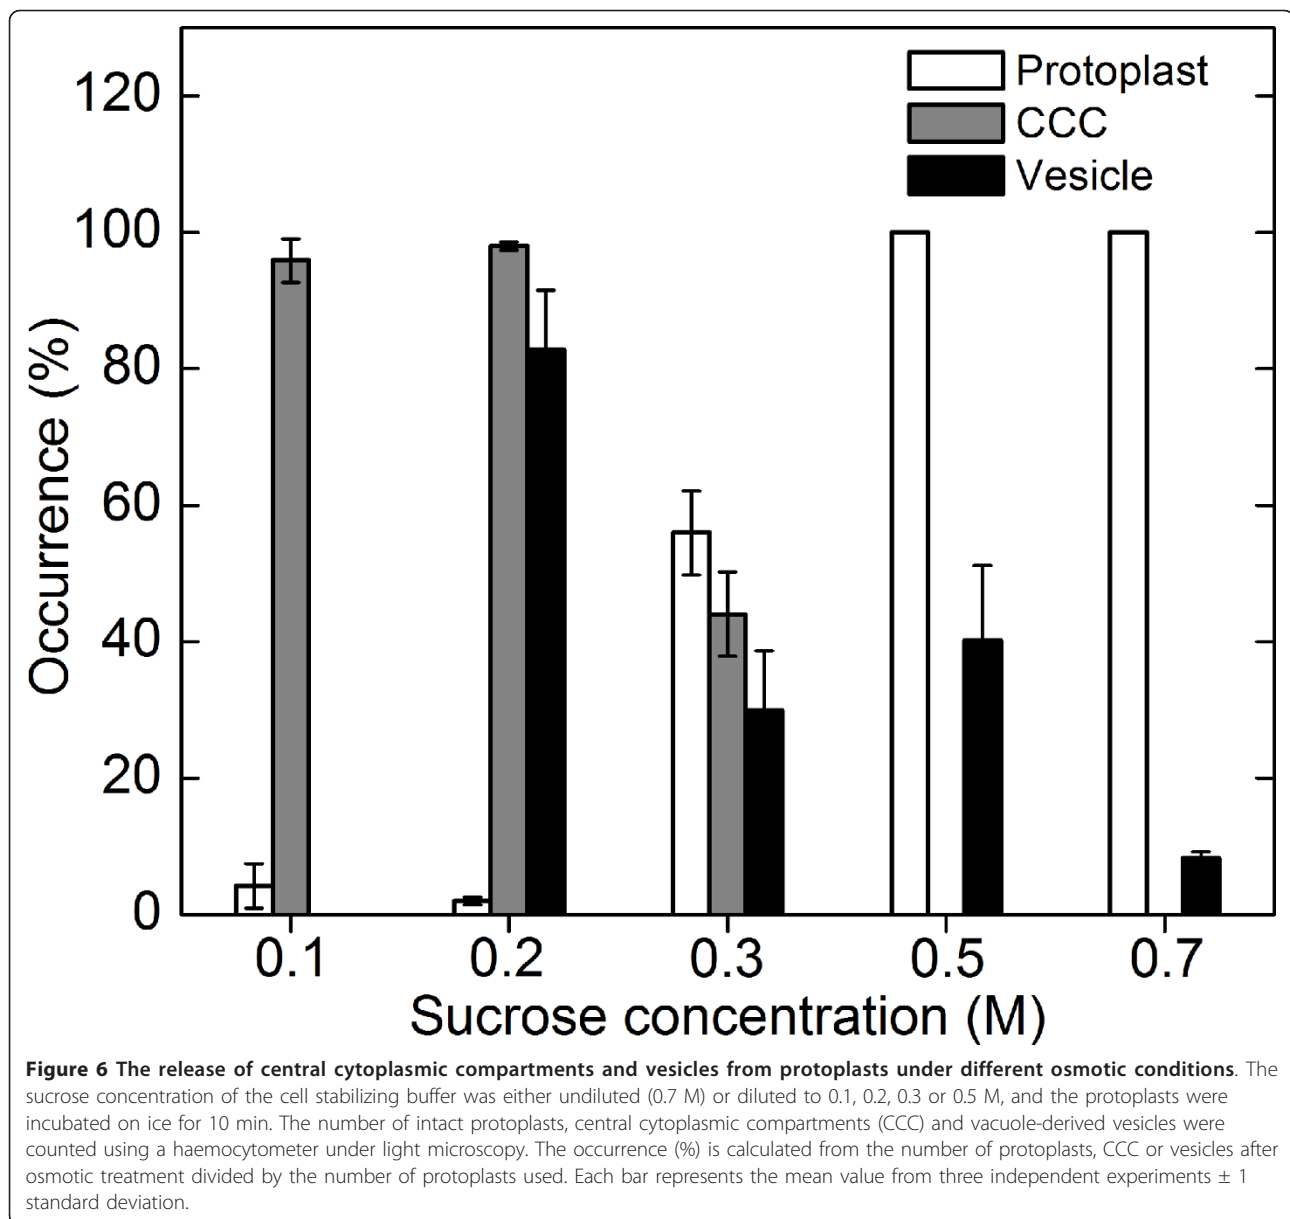 Protoplast
CCC
Vesicle
120
100
80
60
40
20
0
Occurrence (%)
0.1 0.2 0.3 0.5 0.7
Sucrose concentration (M)
Figure 6 The release of central cytoplasmic compartments and vesicles from protoplasts under different osmotic conditions. The
sucrose concentration of the cell stabilizing buffer was either undiluted (0.7 M) or diluted to 0.1, 0.2, 0.3 or 0.5 M, and the protoplasts were
incubated on ice for 10 min. The number of intact protoplasts, central cytoplasmic compartments (CCC) and vacuole-derived vesicles were
counted using a haemocytometer under light microscopy. The occurrence (%) is calculated from the number of protoplasts, CCC or vesicles after
osmotic treatment divided by the number of protoplasts used. Each bar represents the mean value from three independent experiments ± 1
standard deviation.